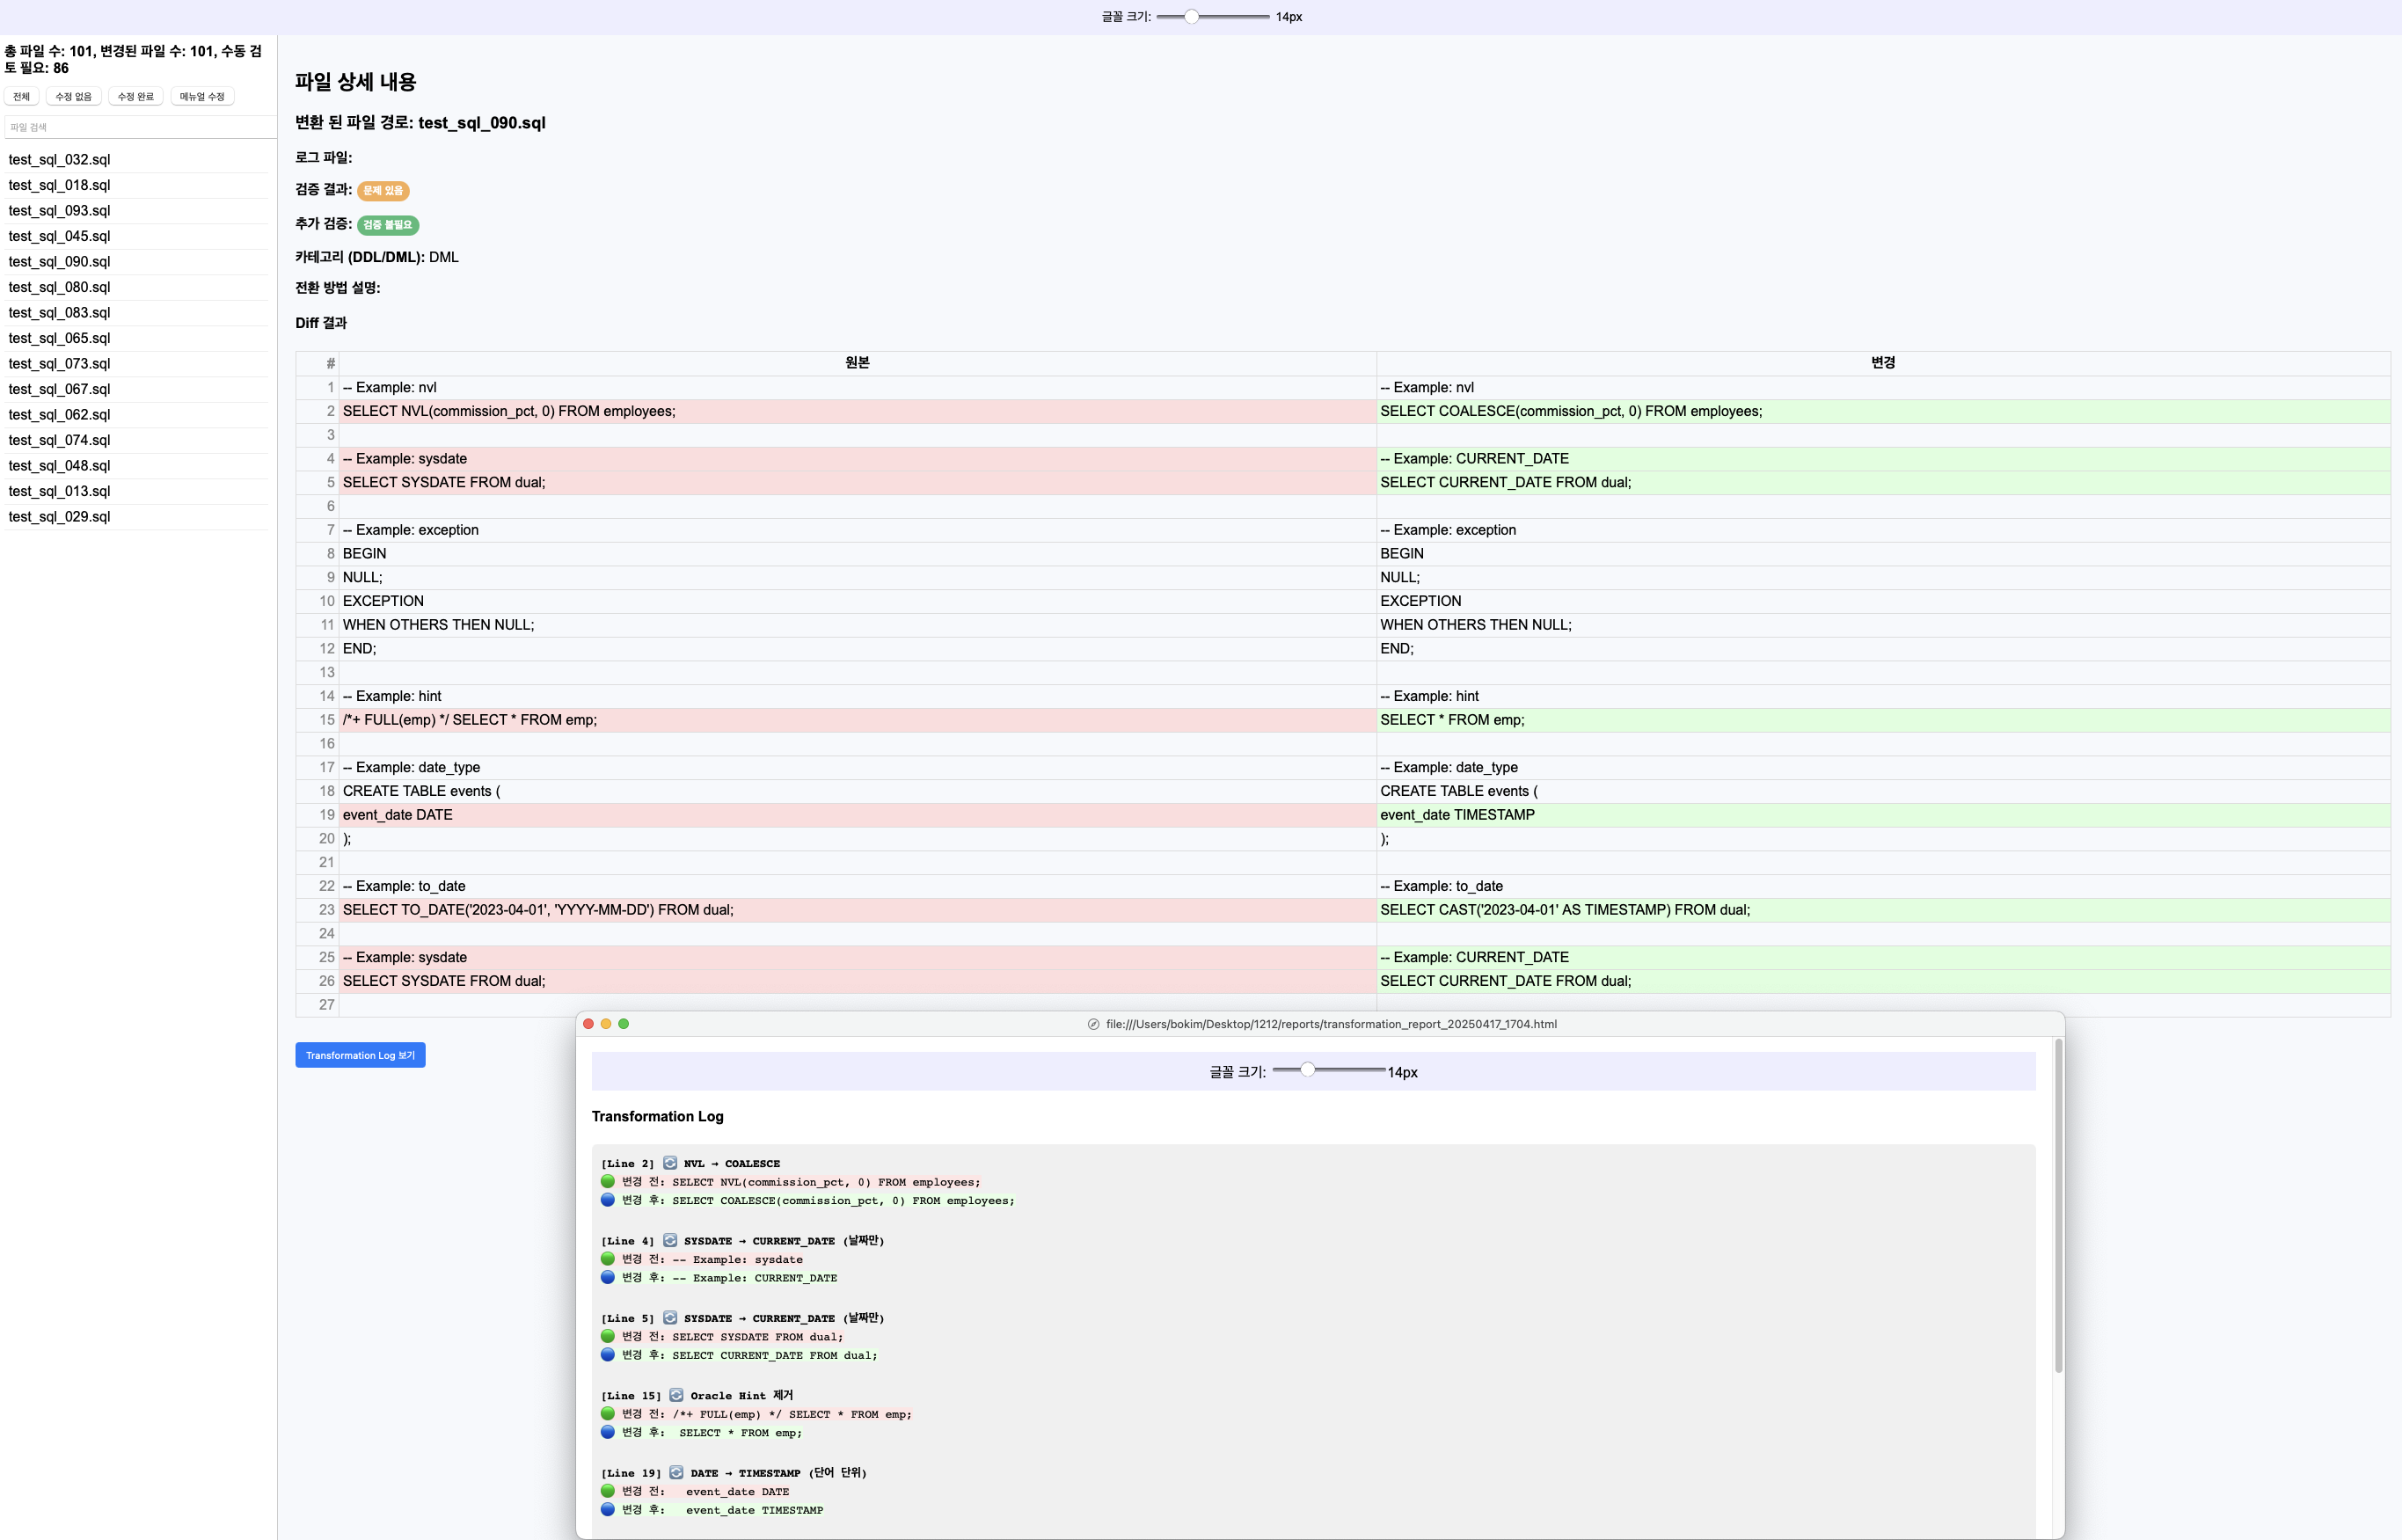 글꼴 크기: 14px
총 파일 수: 101, 변경된 파일 수: 101, 수동 검
토 필요: 86
전체 수정 없음 수정 완료 메뉴얼 수정
파일 검색
test_sql_032.sql
test_sql_018.sql
test_sql_093.sql
test_sql_045.sql
test_sql_090.sql
test_sql_080.sql
test_sql_083.sql
test_sql_065.sql
test_sql_073.sql
test_sql_067.sql
test_sql_062.sql
test_sql_074.sql
test_sql_048.sql
test_sql_013.sql
test_sql_029.sql
파일 상세 내용
변환 된 파일 경로: test_sql_090.sql
로그 파일:
검증 결과: 문제 있음
추가 검증: 검증 불필요
카테고리 (DDL/DML): DML
전환 방법 설명:
Diff 결과
# 원본 변경
1 -- Example: nvl -- Example: nvl
2 SELECT NVL(commission_pct, 0) FROM employees; SELECT COALESCE(commission_pct, 0) FROM employees;
3
4 -- Example: sysdate -- Example: CURRENT_DATE
5 SELECT SYSDATE FROM dual; SELECT CURRENT_DATE FROM dual;
6
7 -- Example: exception -- Example: exception
8 BEGIN BEGIN
9 NULL; NULL;
10 EXCEPTION EXCEPTION
11 WHEN OTHERS THEN NULL; WHEN OTHERS THEN NULL;
12 END; END;
13
14 -- Example: hint -- Example: hint
15 /*+ FULL(emp) */ SELECT * FROM emp; SELECT * FROM emp;
16
17 -- Example: date_type -- Example: date_type
18 CREATE TABLE events ( CREATE TABLE events (
19 event_date DATE event_date TIMESTAMP
20 ); );
21
22 -- Example: to_date -- Example: to_date
23 SELECT TO_DATE('2023-04-01', 'YYYY-MM-DD') FROM dual; SELECT CAST('2023-04-01' AS TIMESTAMP) FROM dual;
24
25 -- Example: sysdate -- Example: CURRENT_DATE
26 SELECT SYSDATE FROM dual; SELECT CURRENT_DATE FROM dual;
27
Transformation Log 보기
file:///Users/bokim/Desktop/1212/reports/transformation_report_20250417_1704.html
글꼴 크기: 14px
Transformation Log
[Line 2] NVL → COALESCE
변경 전: SELECT NVL(commission_pct, 0) FROM employees;
변경 후: SELECT COALESCE(commission_pct, 0) FROM employees;
[Line 4] SYSDATE → CURRENT_DATE (날짜만)
변경 전: -- Example: sysdate
변경 후: -- Example: CURRENT_DATE
[Line 5] SYSDATE → CURRENT_DATE (날짜만)
변경 전: SELECT SYSDATE FROM dual;
변경 후: SELECT CURRENT_DATE FROM dual;
[Line 15] Oracle Hint 제거
변경 전: /*+ FULL(emp) */ SELECT * FROM emp;
변경 후: SELECT * FROM emp;
[Line 19] DATE → TIMESTAMP (단어 단위)
변경 전: event_date DATE
변경 후: event_date TIMESTAMP